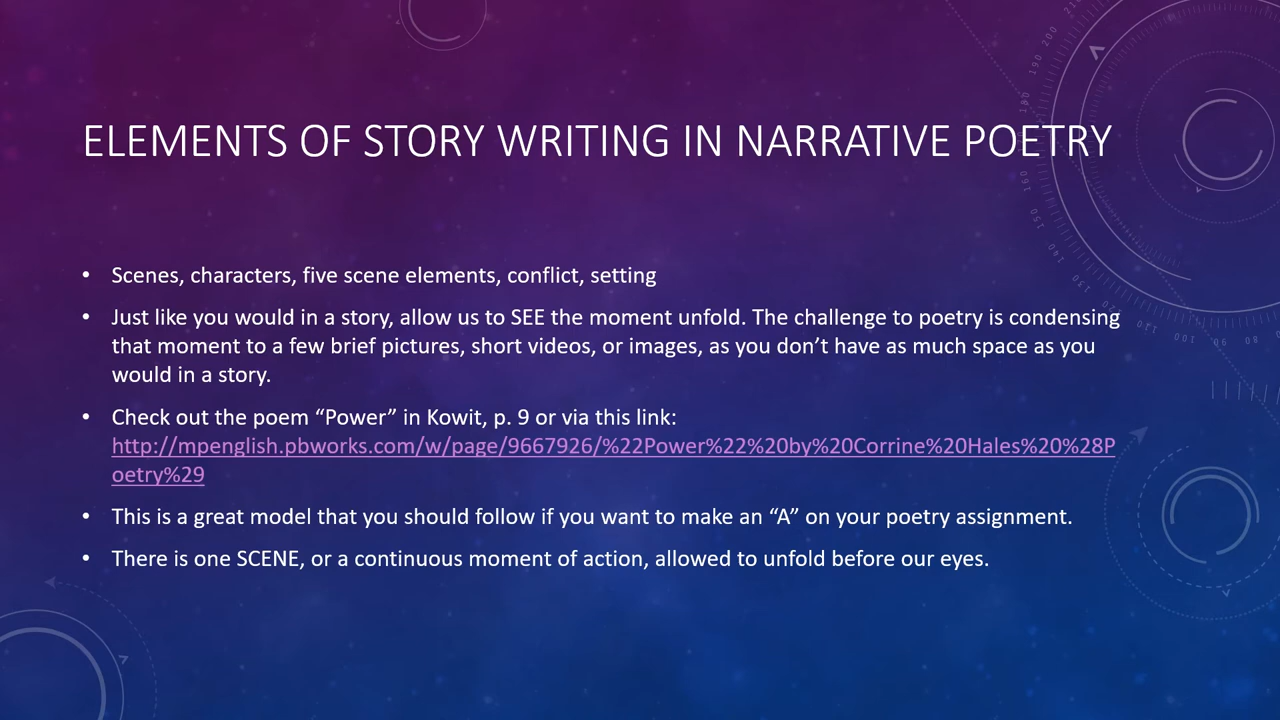 ELEMENTS OF STORY WRITING IN NARRATIVE POETRY
• Scenes, characters, five scene elements, conflict, setting
• Just like you would in a story, allow us to SEE the moment unfold. The challenge to poetry is condensing
that moment to a few brief pictures, short videos, or images, as you don’t have as much space as you
would in a story.
• Check out the poem “Power” in Kowit, p. 9 or via this link:
http://mpenglish.pbworks.com/w/page/9667926/%22Power%22%20by%20Corrine%20Hales%20%28P
oetry%29
• This is a great model that you should follow if you want to make an “A” on your poetry assignment.
• There is one SCENE, or a continuous moment of action, allowed to unfold before our eyes.